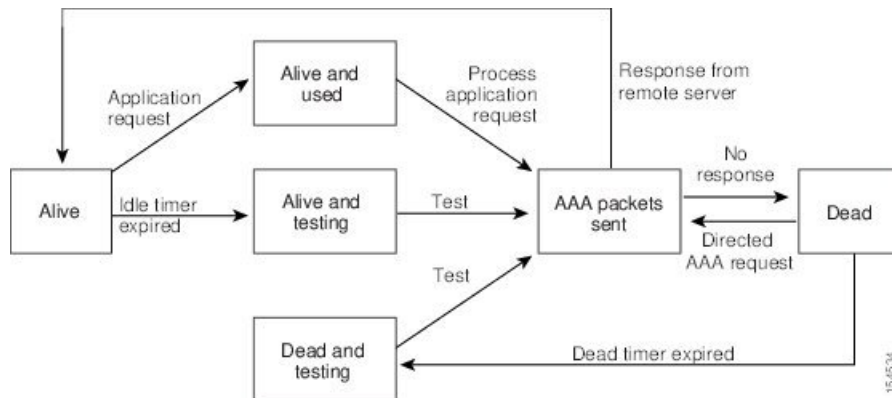 Alive and
used
Application
request
Process
application
request
Response from
remote server
Alive
Idle timer
expired
Alive and
testing
Test
AAA packets
sent
No
response
Dead
Directed
AAA request
Test
Dead and
testing
Dead timer expired
154534